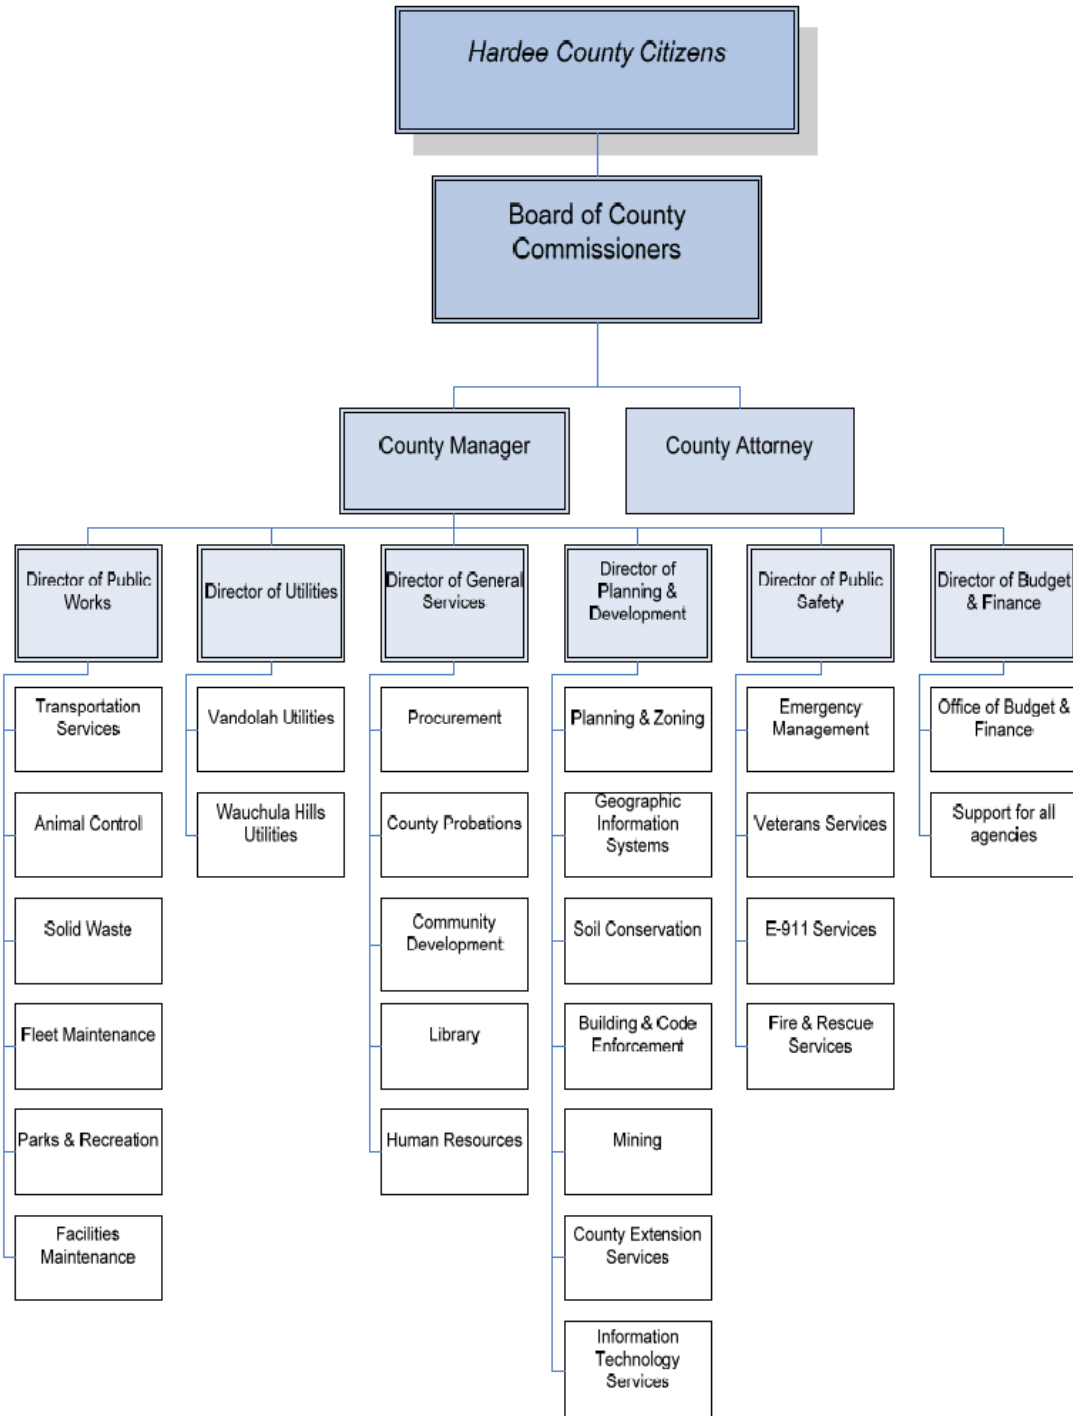 Hardee County Citizens
Board of County
Commissioners
County Manager
County Attorney
Director of Public
Works
Director of Utilities
Director of General
Services
Director of
Planning &
Development
Director of Public
Safety
Director of Budget
& Finance
Transportation
Services
Animal Control
Solid Waste
Fleet Maintenance
Parks & Recreation
Facilities
Maintenance
Vandolah Utilities
Wauchula Hills
Utilities
Procurement
County Probations
Community
Development
Library
Human Resources
Planning & Zoning
Geographic
Information
Systems
Soil Conservation
Building & Code
Enforcement
Mining
County Extension
Services
Information
Technology
Services
Emergency
Management
Veterans Services
E-911 Services
Fire & Rescue
Services
Office of Budget &
Finance
Support for all
agencies